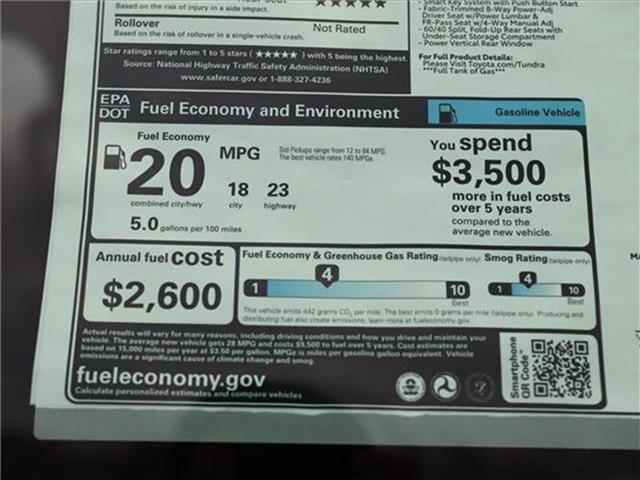 Based on the risk of injury in a side impact.
★★★★★
Rollover
Not Rated
Based on the risk of rollover in a single-vehicle crash.
Star ratings range from 1 to 5 stars (★★★★★) with 5 being the highest.
Source: National Highway Traffic Safety Administration (NHTSA)
www.safercar.gov or 1-888-327-4236
- Smart Key System with Push Button Start
- Fabric-Trimmed 8-Way Power-Adj
Driver Seat w/Power Lumbar &
FR-Pass Seat w/4-Way Manual Adj
- 60/40 Split, Fold-Up Rear Seats with
Under-Seat Storage Compartment
- Power Vertical Rear Window
For Full Product Details:
Please Visit Toyota.com/Tundra
***Full Tank of Gas***
EPA
DOT
Fuel Economy and Environment
Gasoline Vehicle
Fuel Economy
20
MPG
Std Pickups range from 12 to 84 MPG.
The best vehicle rates 140 MPGe.
combined city/hwy
18
city
23
highway
5.0 gallons per 100 miles
You spend
$3,500
more in fuel costs
over 5 years
compared to the
average new vehicle.
Annual fuel cost
$2,600
Fuel Economy & Greenhouse Gas Rating (tailpipe only)
4
1
10
Best
Smog Rating (tailpipe only)
4
1
10
Best
This vehicle emits 442 grams CO2 per mile. The best emits 0 grams per mile (tailpipe only). Producing and
distributing fuel also create emissions; learn more at fueleconomy.gov.
Actual results will vary for many reasons, including driving conditions and how you drive and maintain your
vehicle. The average new vehicle gets 28 MPG and costs $9,500 to fuel over 5 years. Cost estimates are
based on 15,000 miles per year at $3.50 per gallon. MPGe is miles per gasoline gallon equivalent. Vehicle
emissions are a significant cause of climate change and smog.
fueleconomy.gov
Calculate personalized estimates and compare vehicles
Smartphone
QR Code™